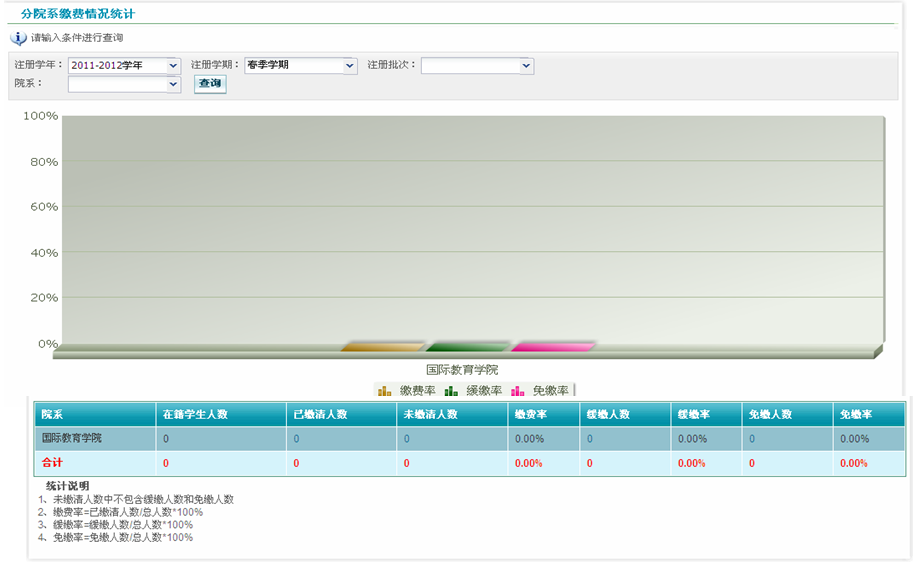 分院系缴费情况统计
请输入条件进行查询
注册学年： 2011-2012学年 注册学期： 春季学期 注册批次：
院系： 查询
100%
80%
60%
40%
20%
0%
国际教育学院
缴费率 缓缴率 免缴率
院系 在籍学生人数 已缴清人数 未缴清人数 缴费率 缓缴人数 缓缴率 免缴人数 免缴率
国际教育学院 0 0 0 0.00% 0 0.00% 0 0.00%
合计 0 0 0 0.00% 0 0.00% 0 0.00%
统计说明
1、未缴清人数中不包含缓缴人数和免缴人数
2、缴费率=已缴清人数/总人数*100%
3、缓缴率=缓缴人数/总人数*100%
4、免缴率=免缴人数/总人数*100%